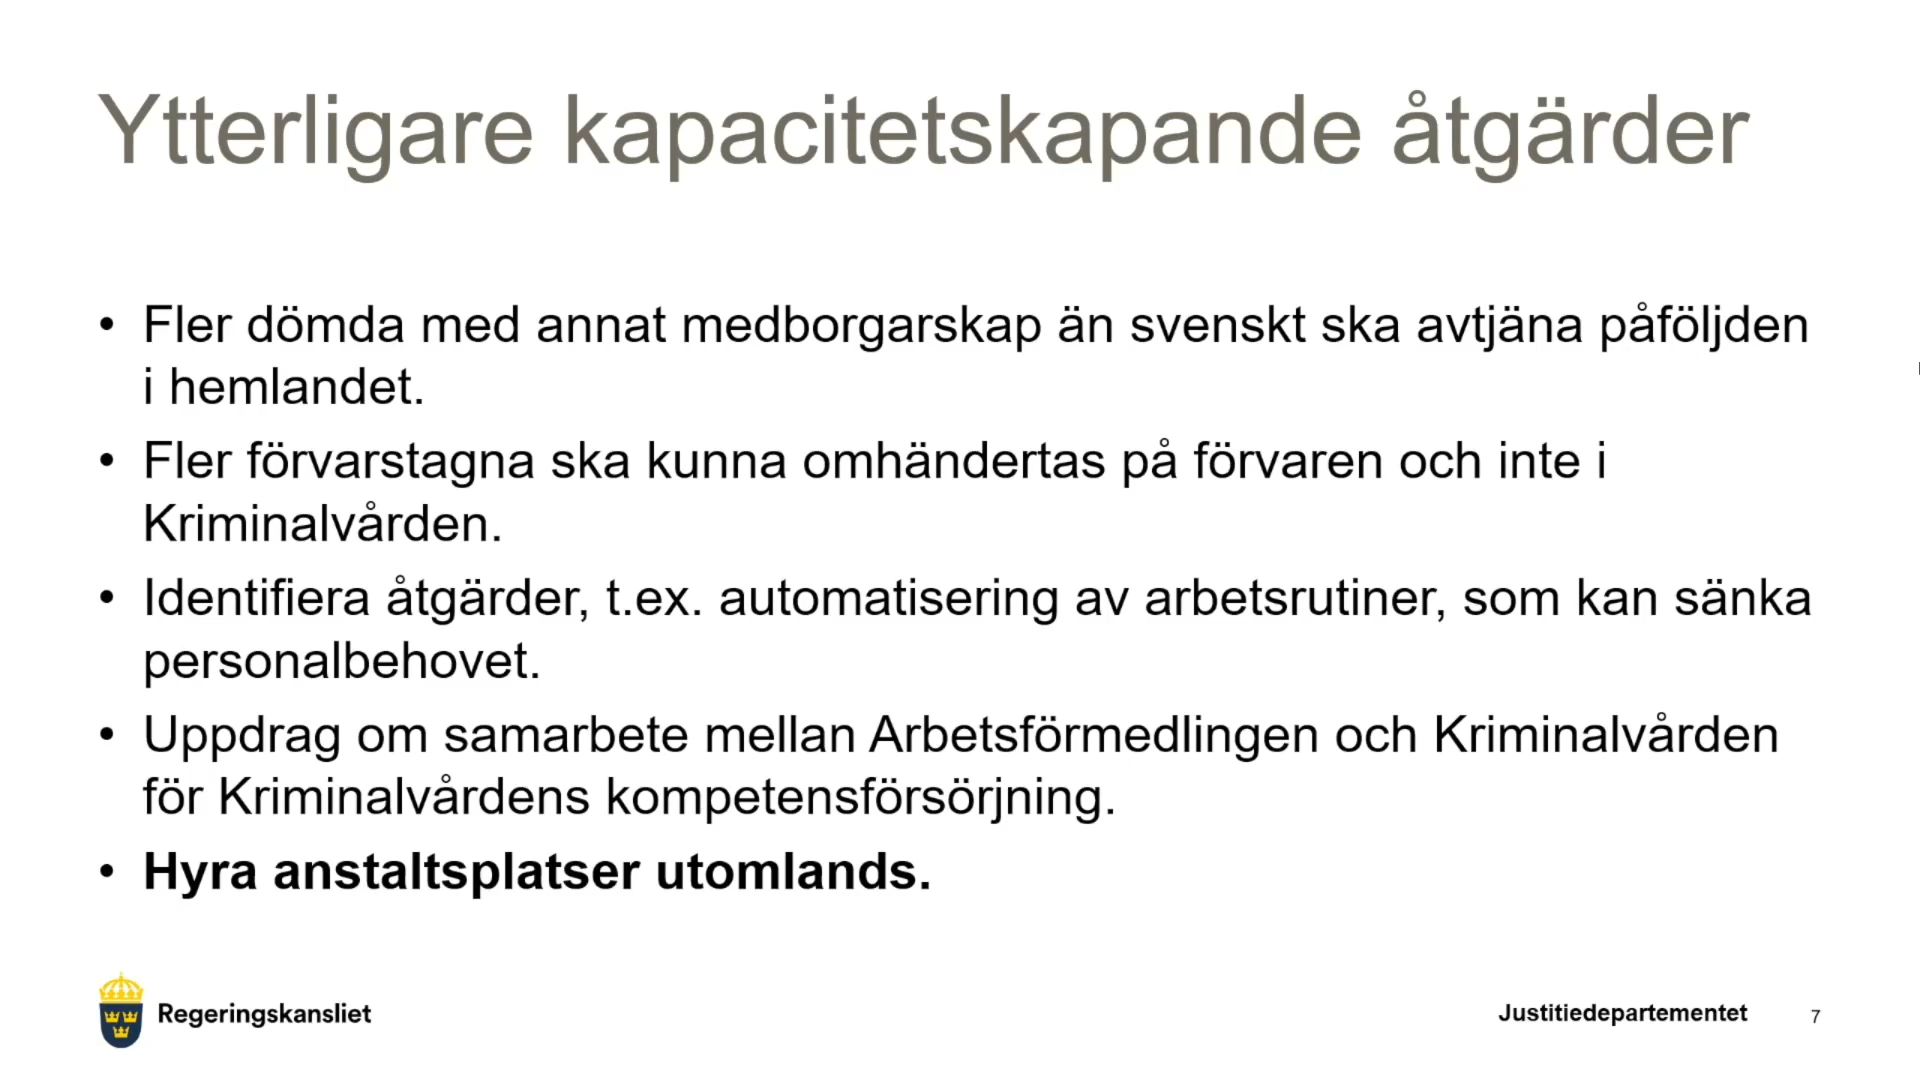 Ytterligare kapacitetskapande åtgärder
• Fler dömda med annat medborgarskap än svenskt ska avtjäna påföljden
i hemlandet.
• Fler förvarstagna ska kunna omhändertas på förvaren och inte i
Kriminalvården.
• Identifiera åtgärder, t.ex. automatisering av arbetsrutiner, som kan sänka
personalbehovet.
• Uppdrag om samarbete mellan Arbetsförmedlingen och Kriminalvården
för Kriminalvårdens kompetensförsörjning.
• Hyra anstaltsplatser utomlands.
Regeringskansliet
Justitiedepartementet 7